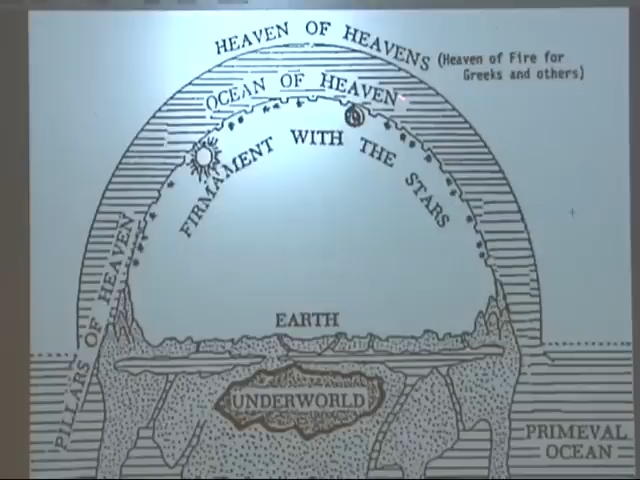 HEAVEN OF HEAVENS
(Heaven of Fire for
Greeks and others)
OCEAN OF HEAVEN
FIRMAMENT WITH THE STARS
PILLARS OF HEAVEN
EARTH
UNDERWORLD
PRIMEVAL
OCEAN